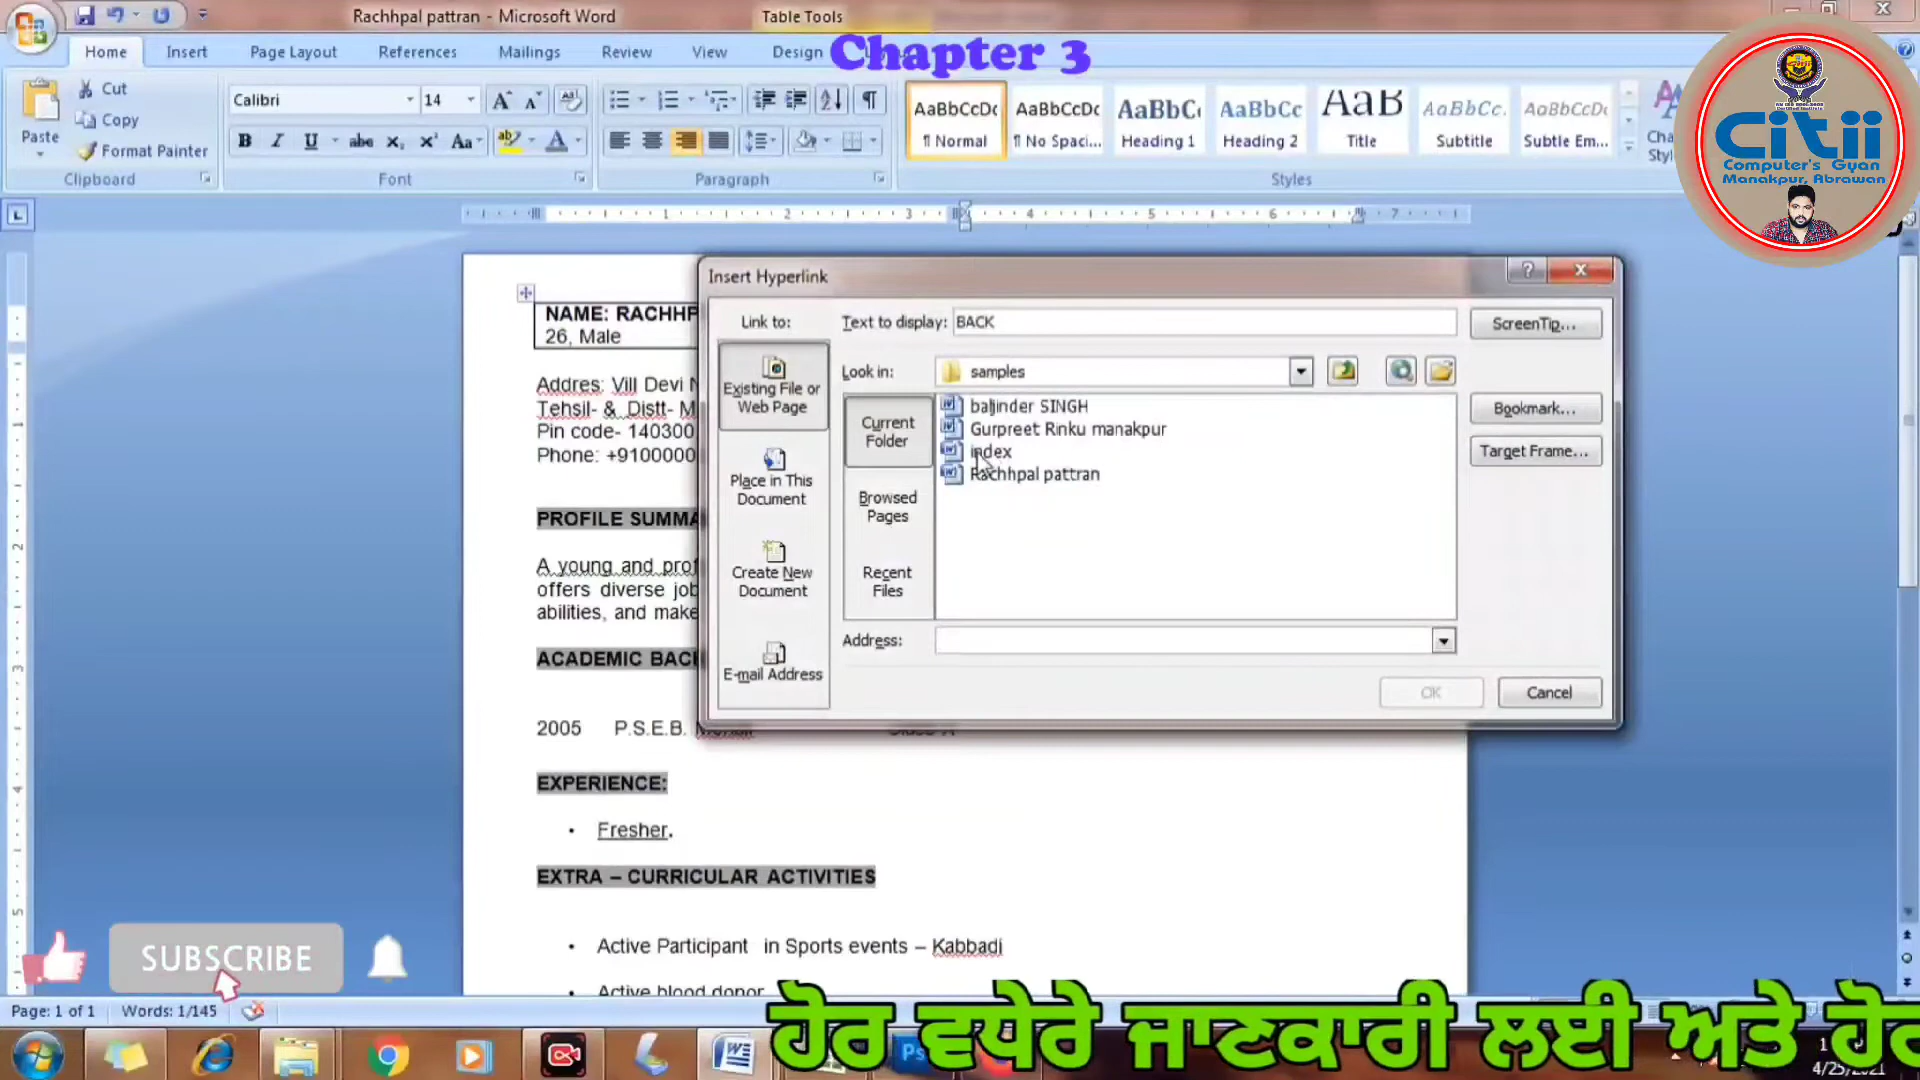 Rachhpal pattran - Microsoft Word
Table Tools
Home Insert Page Layout References Mailings Review View Design
Chapter 3
Cut
Copy
Format Painter
Paste
Calibri 14
Clipboard Font Paragraph Styles
AaBbCcDc AaBbCcDc AaBbC AaBbCc AaB AaBbCc. AaBbCcDc
¶ Normal ¶ No Spaci... Heading 1 Heading 2 Title Subtitle Subtle Em...
Citii
Computer's Gyan
Manakpur, Abrawan
NAME: RACHHP
26, Male
Addres: Vill Devi N
Tehsil- & Distt- M
Pin code- 140300
Phone: +9100000
PROFILE SUMMA
A young and prof
offers diverse job
abilities, and make
ACADEMIC BACK
2005 P.S.E.B.
EXPERIENCE:
• Fresher.
EXTRA – CURRICULAR ACTIVITIES
• Active Participant in Sports events – Kabbadi
• Active blood donor
Insert Hyperlink
Link to:
Text to display: BACK
ScreenTip...
Existing File or Web Page
Place in This Document
Create New Document
E-mail Address
Look in: samples
Current Folder
Browsed Pages
Recent Files
baljinder SINGH
Gurpreet Rinku manakpur
index
Rachhpal pattran
Bookmark...
Target Frame...
Address:
OK Cancel
SUBSCRIBE
Page: 1 of 1 Words: 1/145
ਹੋਰ ਵਧੇਰੇ ਜਾਣਕਾਰੀ ਲਈ ਅਤੇ ਹੋਰ
Ps
4/25/2021